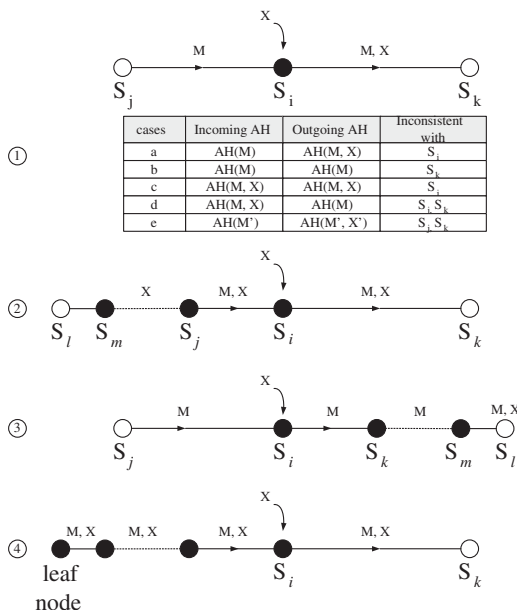 X
M
M, X
S_j
S_i
S_k
①
cases Incoming AH Outgoing AH Inconsistent with
a AH(M) AH(M, X) S_i
b AH(M) AH(M) S_k
c AH(M, X) AH(M, X) S_i
d AH(M, X) AH(M) S_i, S_k
e AH(M') AH(M', X') S_j, S_k
X
②
X
M, X
M, X
S_l
S_m
S_j
S_i
S_k
X
③
M
M
M
M, X
S_j
S_i
S_k
S_m
S_l
X
④
M, X
M, X
M, X
M, X
leaf
node
S_i
S_k